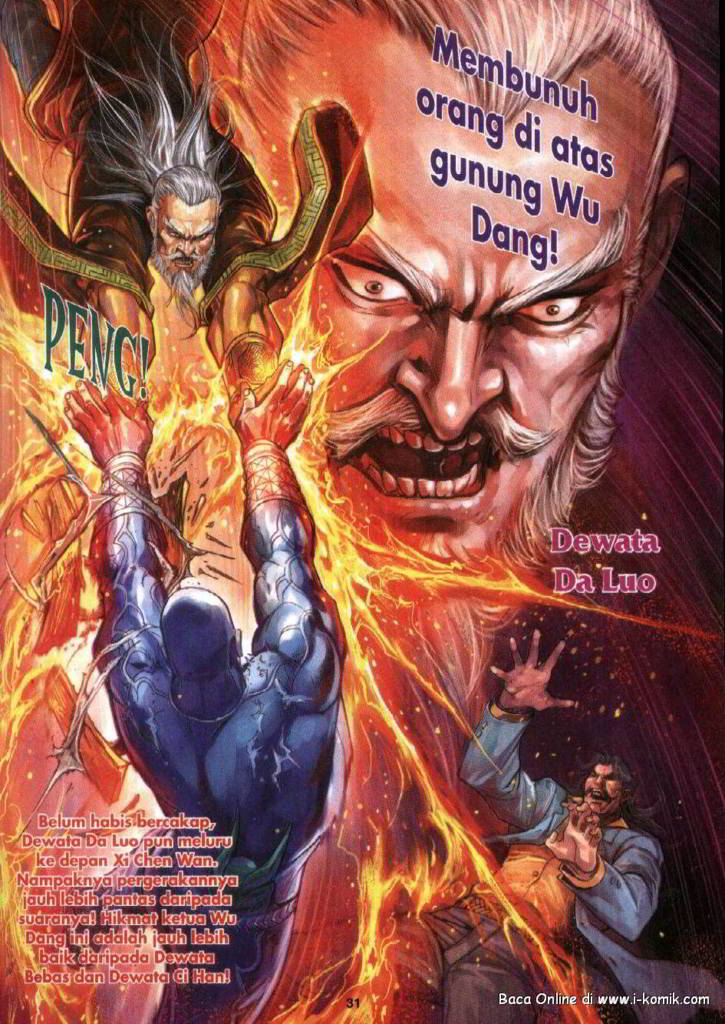 Membunuh
orang di atas
gunung Wu
Dang!
PENG!
Dewata
Da Luo
Belum habis bercakap,
Dewata Da Luo pun meluru
ke depan Xi Chen Wan.
Nampaknya pergerakannya
jauh lebih pantas daripada
suaranya! Hikmat ketua Wu
Dang ini adalah jauh lebih
baik daripada Dewata
Bebas dan Dewata Ci Han!
31
Baca Online di www.i-komik.com